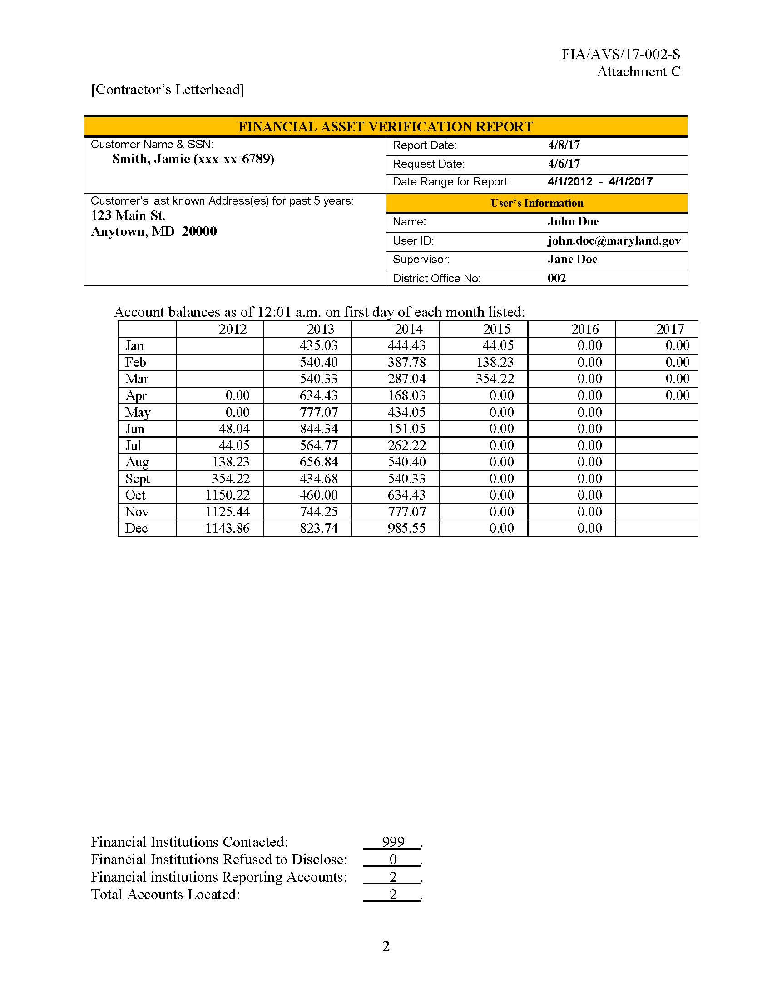 FIA/AVS/17-002-S
Attachment C
[Contractor's Letterhead]
FINANCIAL ASSET VERIFICATION REPORT
Customer Name & SSN:
Smith, Jamie (xxx-xx-6789)
Report Date: 4/8/17
Request Date: 4/6/17
Date Range for Report: 4/1/2012 - 4/1/2017
Customer's last known Address(es) for past 5 years:
123 Main St.
Anytown, MD 20000
User's Information
Name: John Doe
User ID: john.doe@maryland.gov
Supervisor: Jane Doe
District Office No: 002
Account balances as of 12:01 a.m. on first day of each month listed:
2012 2013 2014 2015 2016 2017
Jan 435.03 444.43 44.05 0.00 0.00
Feb 540.40 387.78 138.23 0.00 0.00
Mar 540.33 287.04 354.22 0.00 0.00
Apr 0.00 634.43 168.03 0.00 0.00 0.00
May 0.00 777.07 434.05 0.00 0.00
Jun 48.04 844.34 151.05 0.00 0.00
Jul 44.05 564.77 262.22 0.00 0.00
Aug 138.23 656.84 540.40 0.00 0.00
Sept 354.22 434.68 540.33 0.00 0.00
Oct 1150.22 460.00 634.43 0.00 0.00
Nov 1125.44 744.25 777.07 0.00 0.00
Dec 1143.86 823.74 985.55 0.00 0.00
Financial Institutions Contacted: 999 .
Financial Institutions Refused to Disclose: 0 .
Financial institutions Reporting Accounts: 2 .
Total Accounts Located: 2 .
2